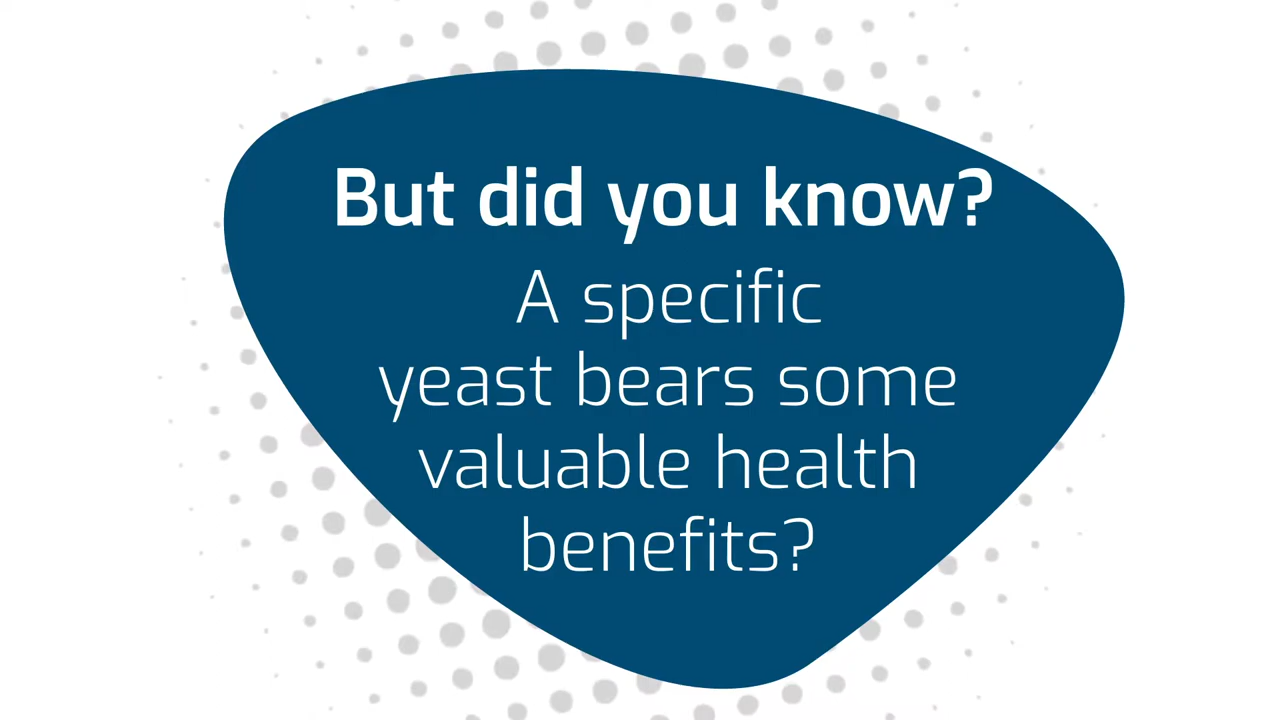 But did you know?
A specific
yeast bears some
valuable health
benefits?